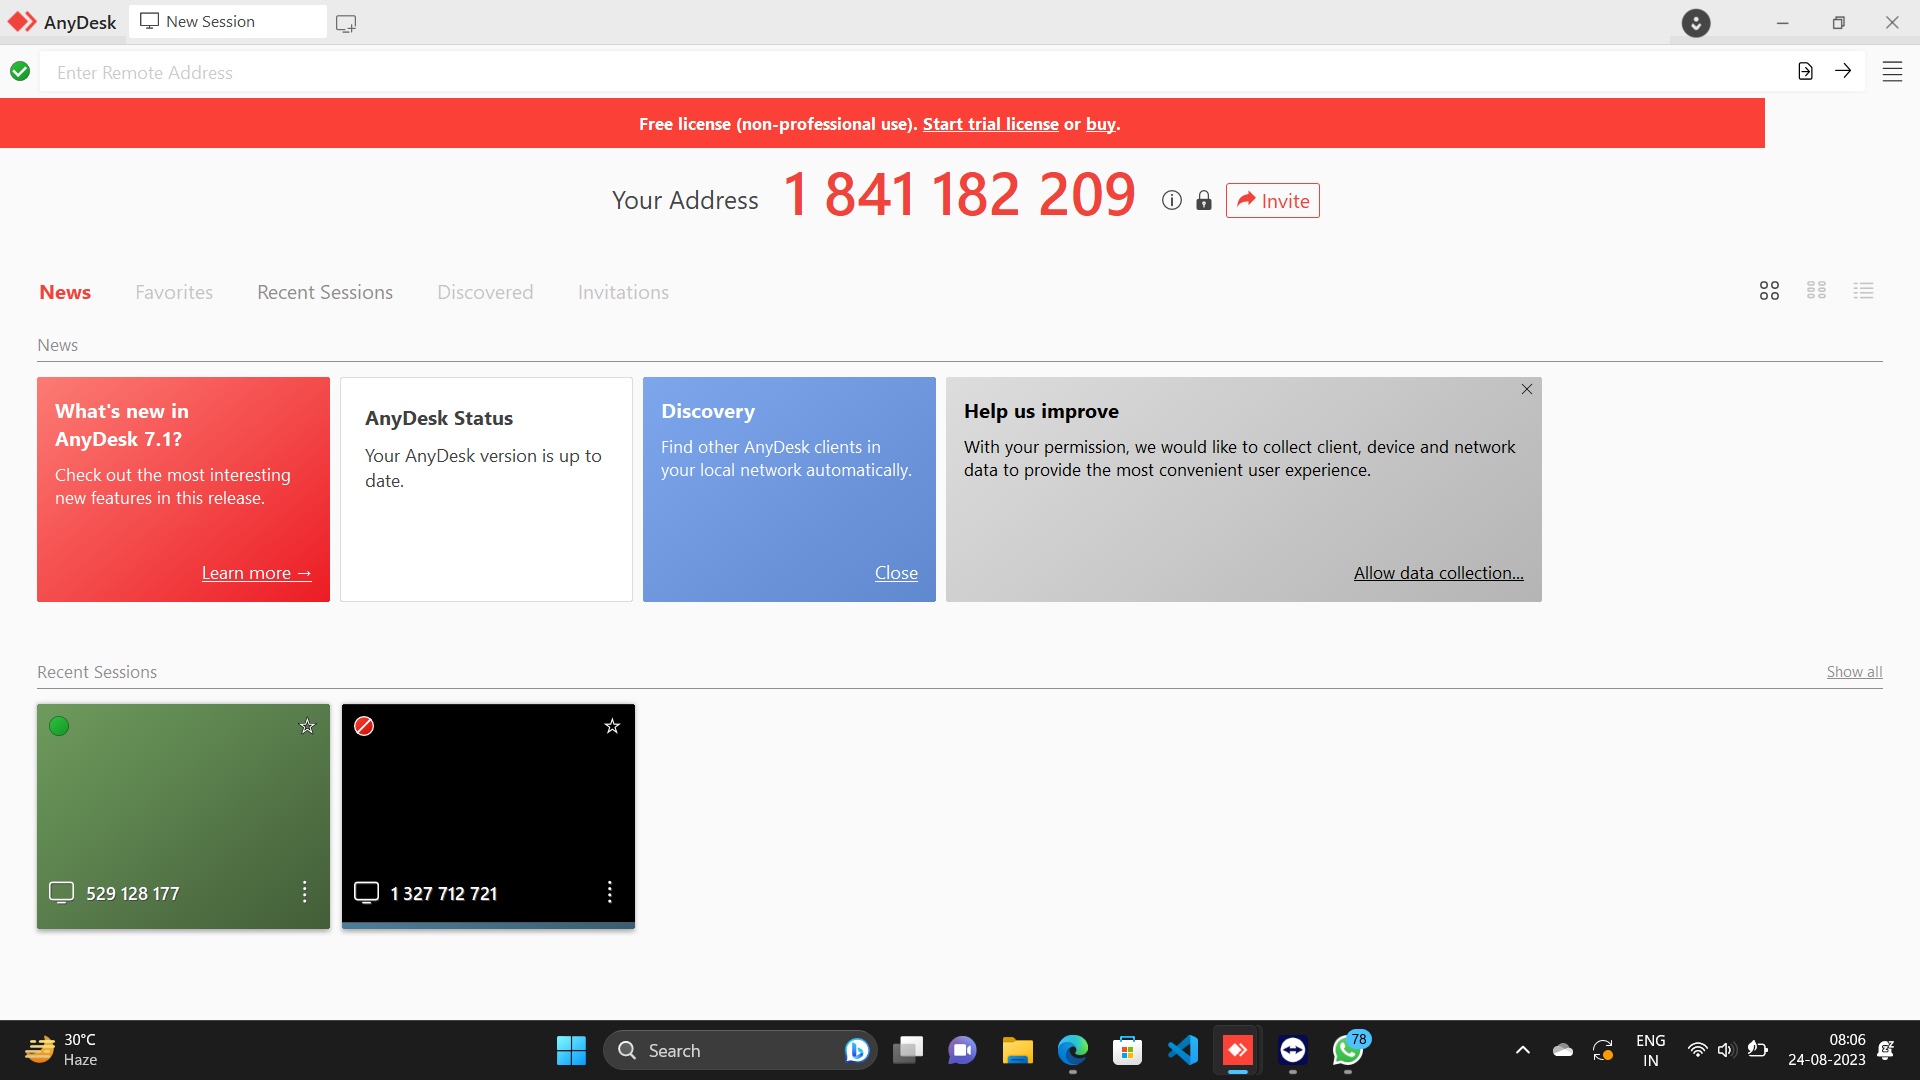 AnyDesk
New Session
Enter Remote Address
Free license (non-professional use). Start trial license or buy.
Your Address
1 841 182 209
Invite
News
Favorites
Recent Sessions
Discovered
Invitations
News
What's new in
AnyDesk 7.1?
Check out the most interesting
new features in this release.
Learn more →
AnyDesk Status
Your AnyDesk version is up to
date.
Discovery
Find other AnyDesk clients in
your local network automatically.
Close
Help us improve
With your permission, we would like to collect client, device and network
data to provide the most convenient user experience.
Allow data collection...
Recent Sessions
Show all
529 128 177
1 327 712 721
30°C
Haze
Search
78
ENG
IN
08:06
24-08-2023